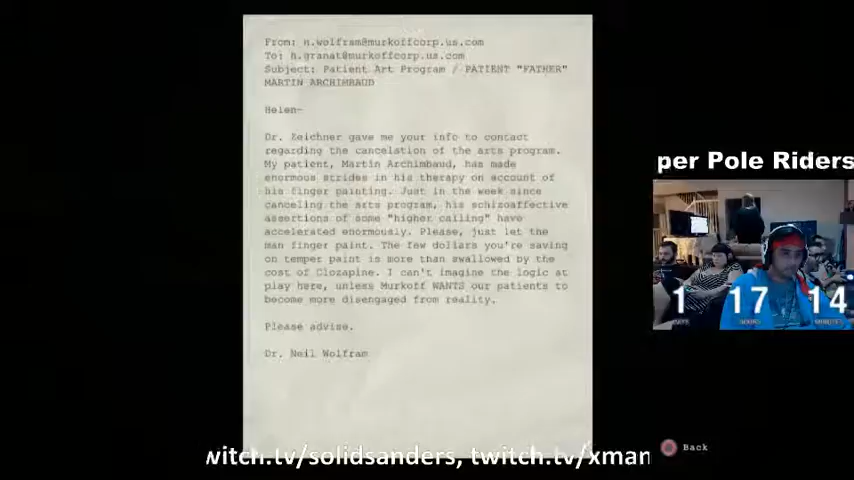 From: n.wolfram@murkoffcorp.us.com
To: h.granat@murkoffcorp.us.com
Subject: Patient Art Program / PATIENT "FATHER"
MARTIN ARCHIMBAUD
Helen-
Dr. Zeichner gave me your info to contact
regarding the cancelation of the arts program.
My patient, Martin Archimbaud, has made
enormous strides in his therapy on account of
his finger painting. Just in the week since
canceling the arts program, his schizoaffective
assertions of some "higher calling" have
accelerated enormously. Please, just let the
man finger paint. The few dollars you're saving
on temper paint is more than swallowed by the
cost of Clozapine. I can't imagine the logic at
play here, unless Murkoff WANTS our patients to
become more disengaged from reality.
Please advise.
Dr. Neil Wolfram
per Pole Riders
1 17 14
DAYS HOURS MINUTES
Back
witch.tv/solidsanders, twitch.tv/xman